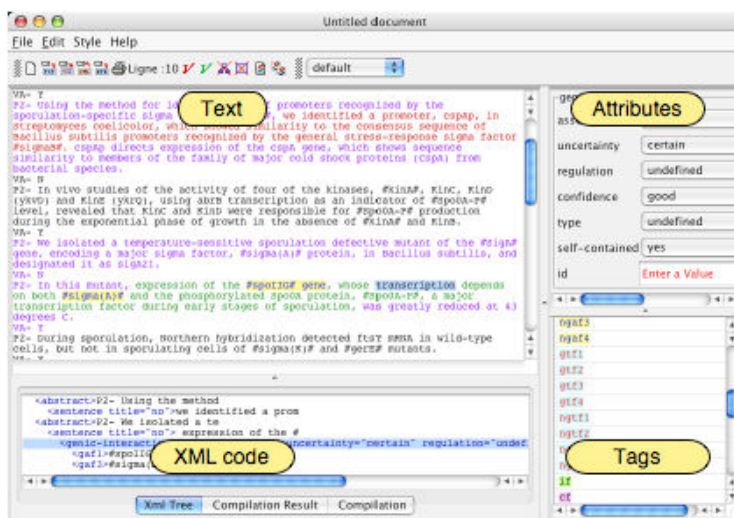 Untitled document
File Edit Style Help
Ligne :10
default
Text
Attributes
VA- Y
P2- Using the method for of promoters recognized by the
sporulation-specific sigma we identified a promoter, cspAp, in
streptomyces coelicolor, which showed similarity to the consensus sequence of
Bacillus subtilis promoters recognized by the general stress-response sigma factor
#sigmaB#. cspAp directs expression of the cspA gene, which shows sequence
similarity to members of the family of major cold shock proteins (CSPA) from
bacterial species.
VA- N
P2- In vivo studies of the activity of four of the kinases, #KinA#, KinC, KinD
(ykvD) and KinE (ykrQ), using abrB transcription as an indicator of #Spo0A~P#
level, revealed that KinC and KinD were responsible for #Spo0A~P# production
during the exponential phase of growth in the absence of #KinA# and KinB.
VA- Y
P2- We isolated a temperature-sensitive sporulation defective mutant of the #sigA#
gene, encoding a major sigma factor, #sigma(A)# protein, in Bacillus subtilis, and
designated it as sigA21.
VA- N
P2- In this mutant, expression of the #spoIIG# gene, whose transcription depends
on both #sigma(A)# and the phosphorylated Spo0A protein, #Spo0A-P#, a major
transcription factor during early stages of sporulation, was greatly reduced at 43
degrees C.
VA- Y
P2- During sporulation, Northern hybridization detected ftsY mRNA in wild-type
cells, but not in sporulating cells of #sigma(K)# and #gerE# mutants.
VA- Y
uncertainty certain
regulation undefined
confidence good
type undefined
self-contained yes
id Enter a Value
<abstract>P2- Using the method
<sentence title="no">we identified a prom
<abstract>P2- We isolated a te
<sentence title="no"> expression of the #
<genic-interaction uncertainty="certain" regulation="undef
<gaf1>#spoIIG
<gaf3>#sigma(
XML code
Xml Tree Compilation Result Compilation
ngaf3
ngaf4
gtf1
gtf2
gtf3
gtf4
ngtf1
ngtf2
Tags
if
cf